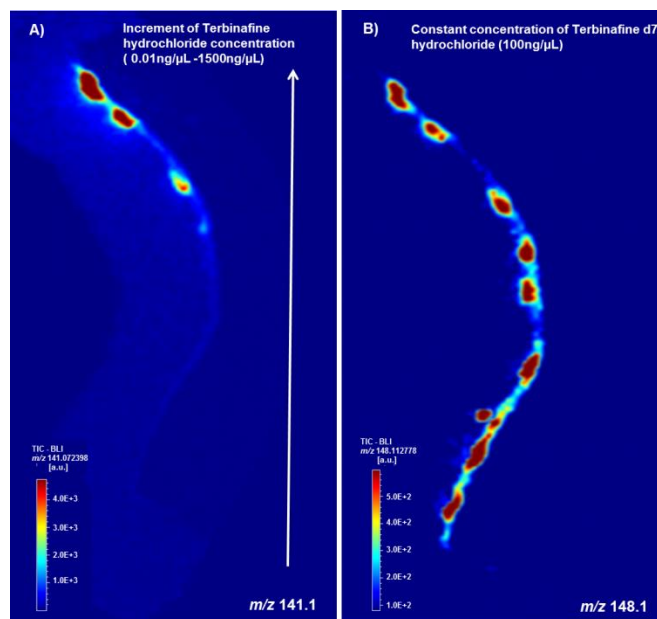 A)
Increment of Terbinafine
hydrochloride concentration
( 0.01ng/µL -1500ng/µL)
TIC - BLI
m/z 141.072398
[a.u.]
4.0E+3
3.0E+3
2.0E+3
1.0E+3
m/z 141.1
B)
Constant concentration of Terbinafine d7
hydrochloride (100ng/µL)
TIC - BLI
m/z 148.112778
[a.u.]
5.0E+2
4.0E+2
3.0E+2
2.0E+2
1.0E+2
m/z 148.1